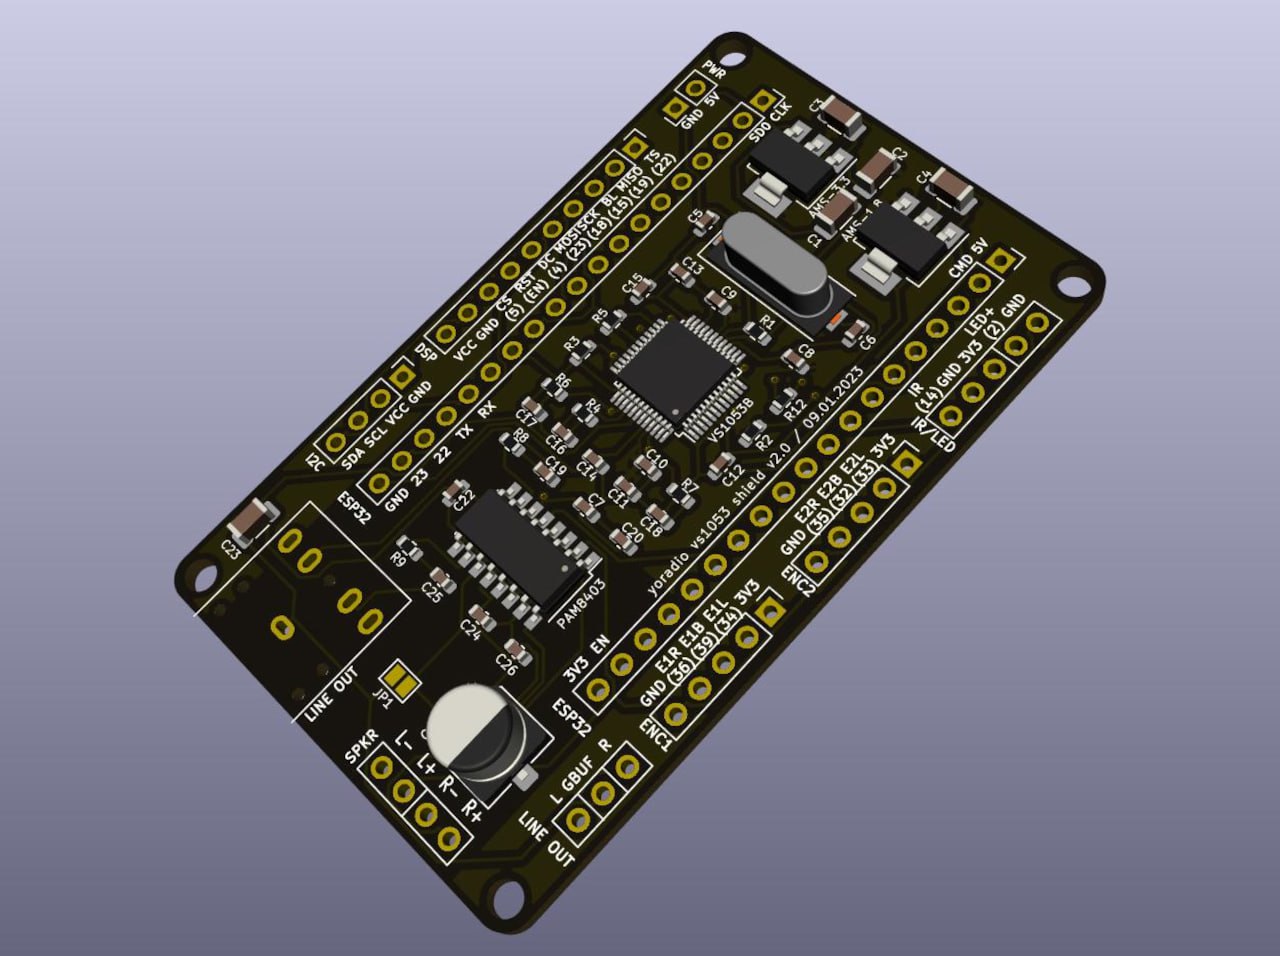 PWR
GND 5V
SDO CLK
C3
C2
C4
AMS-3.3
C1
C5
TS
BL MISO
MOSI SCK
CS RST DC
(5) (EN) (4) (23)(18)(15)(19) (22)
VCC GND
DSP
CMD 5V
C13
C9
C15
R1
C6
C8
R5
R3
LED+
(14) GND 3V3 (2) GND
IR
IR/LED
R6
R4
C17
C16
R8
VS1053B
R12
R2
C12
C10
C14
C19
C11
R7
C18
C20
C22
SDA SCL VCC GND
I2C
GND 23 22 TX RX
ESP32
yoradio vs1053 shield v2.0 / 09.01.2023
E2R E2B E2L
GND (35)(32)(33) 3V3
ENC2
C23
R9
C25
PAM8403
C24
C26
E1R E1B E1L
GND (36)(39)(34) 3V3
ENC1
3V3 EN
ESP32
LINE OUT
JP1
SPKR
L- L+ R- R+
L GBUF R
LINE OUT